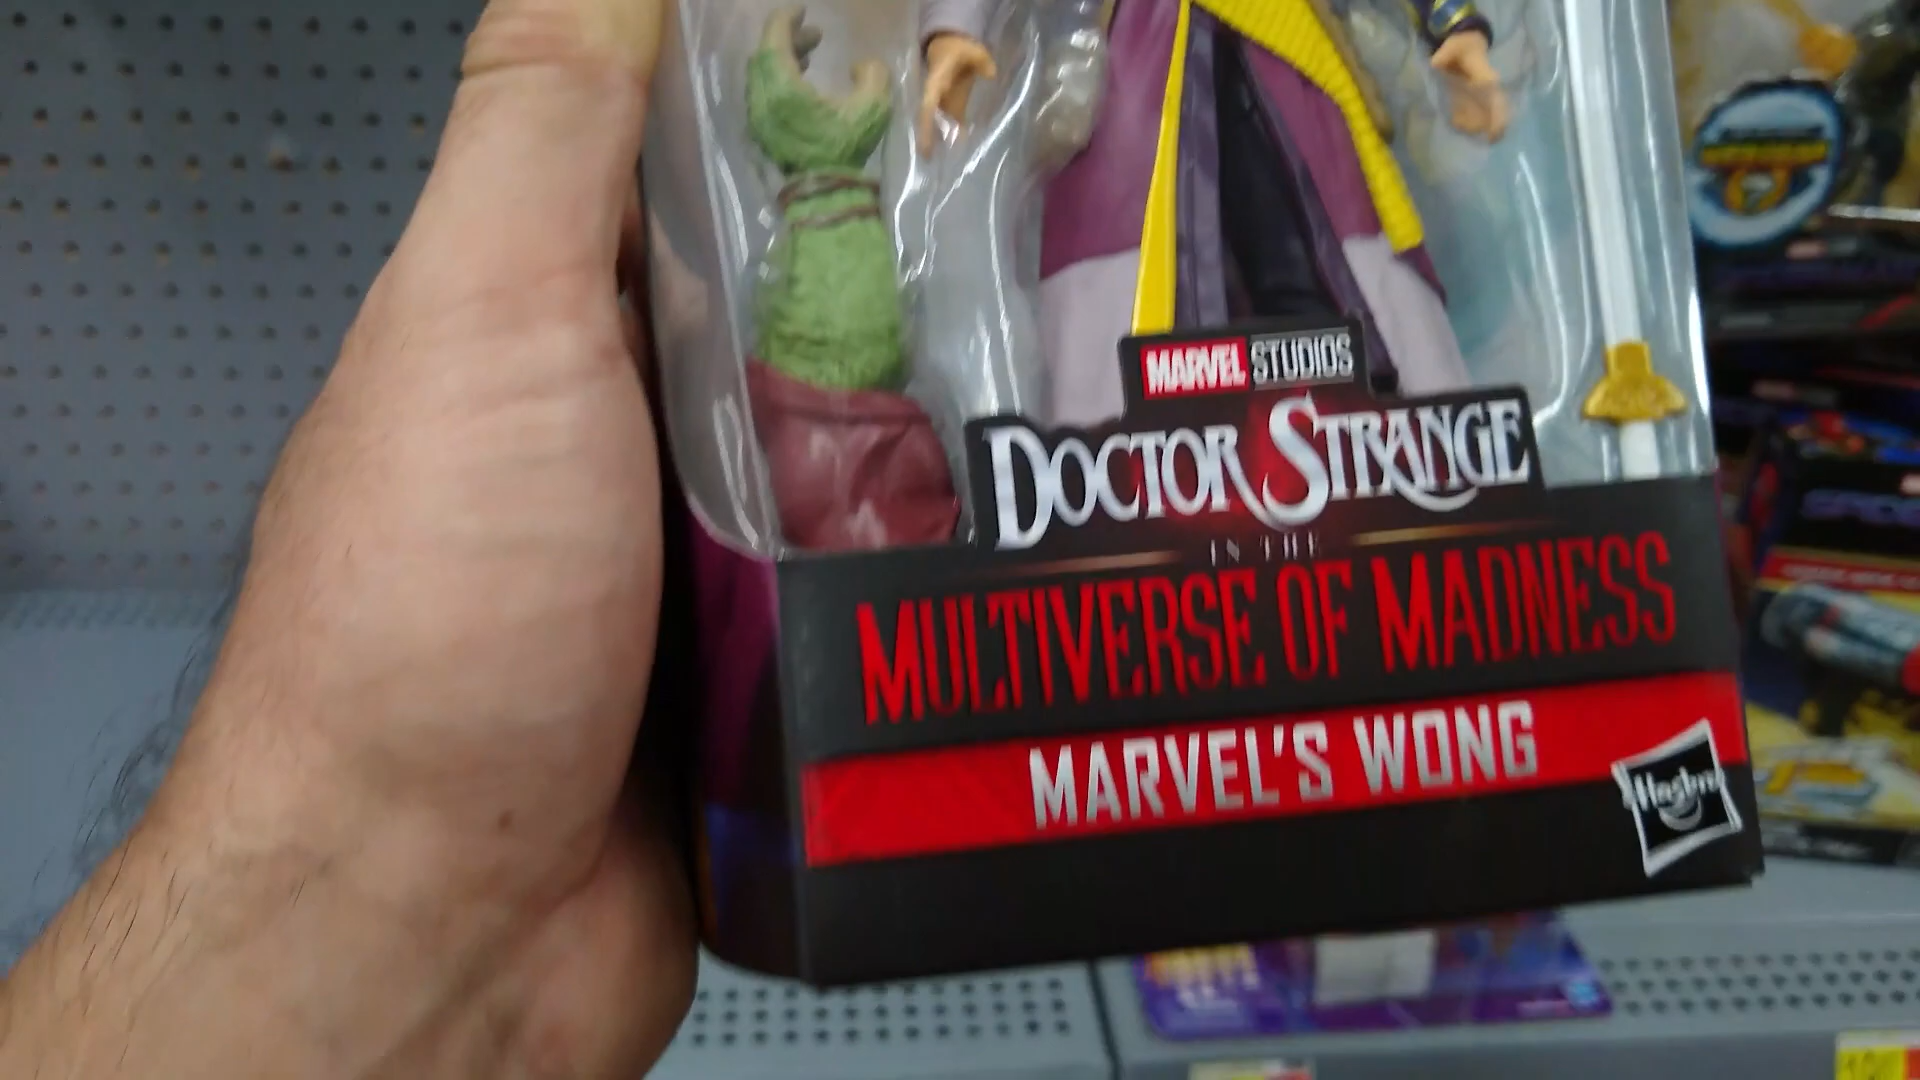 MARVEL STUDIOS
DOCTOR STRANGE
IN THE
MULTIVERSE OF MADNESS
MARVEL'S WONG
Hasbro